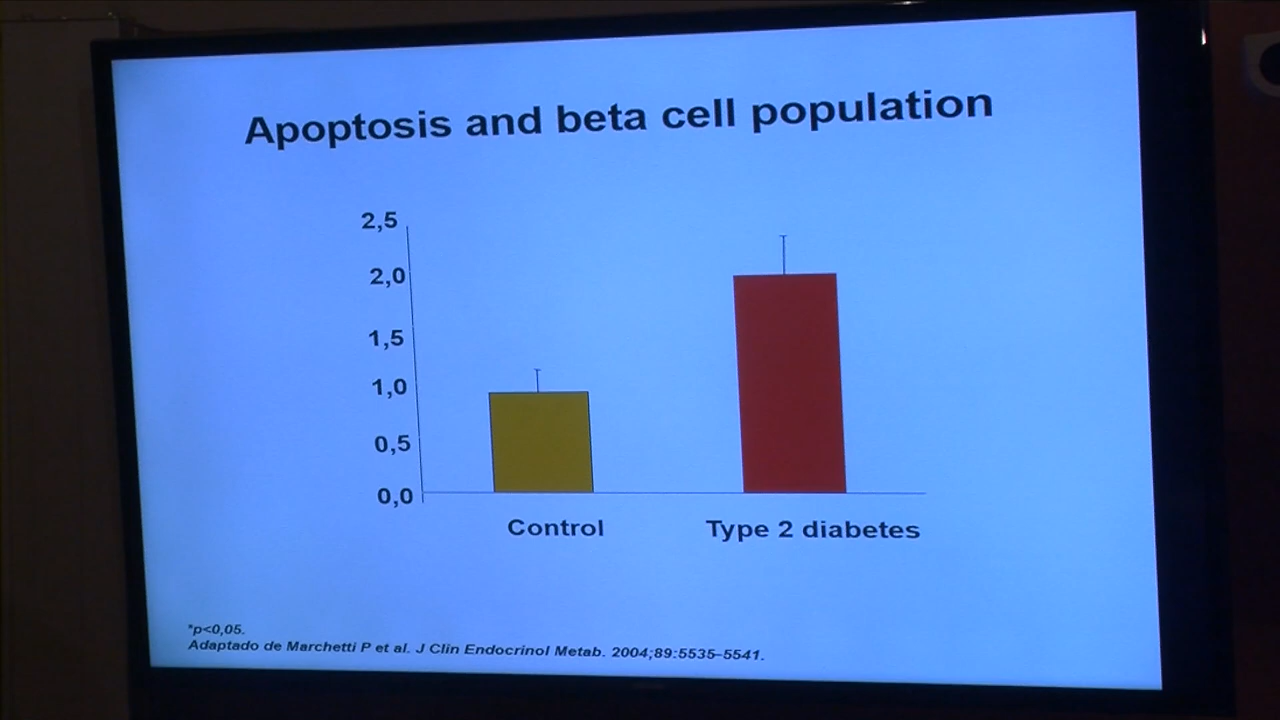 Apoptosis and beta cell population
2,5
2,0
1,5
1,0
0,5
0,0
Control
Type 2 diabetes
*p<0,05.
Adaptado de Marchetti P et al. J Clin Endocrinol Metab. 2004;89:5535–5541.